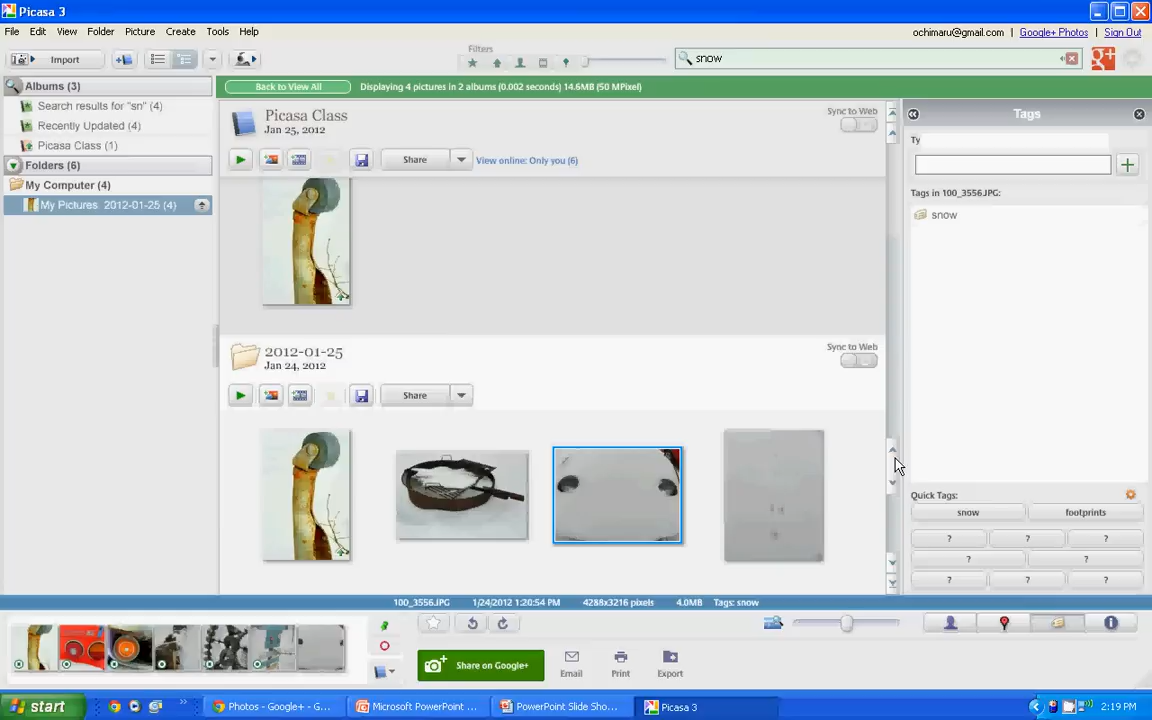 Picasa 3
File Edit View Folder Picture Create Tools Help
ochimaru@gmail.com | Google+ Photos | Sign Out
Import
Filters
snow
Back to View All
Displaying 4 pictures in 2 albums (0.002 seconds) 14.6MB (50 MPixel)
Albums (3)
Search results for "sn" (4)
Recently Updated (4)
Picasa Class (1)
Folders (6)
My Computer (4)
My Pictures: 2012-01-25 (4)
Picasa Class
Jan 25, 2012
Sync to Web
Share
View online: Only you (6)
2012-01-25
Jan 24, 2012
Sync to Web
Share
Tags
Ty
Tags in 100_3556.JPG:
snow
Quick Tags:
snow footprints
? ? ?
? ?
? ? ?
100_3556.JPG 1/24/2012 1:20:54 PM 4288x3216 pixels 4.0MB Tags: snow
Share on Google+
Email Print Export
start
Photos - Google+ - G...
Microsoft PowerPoint ...
PowerPoint Slide Sho...
Picasa 3
2:19 PM